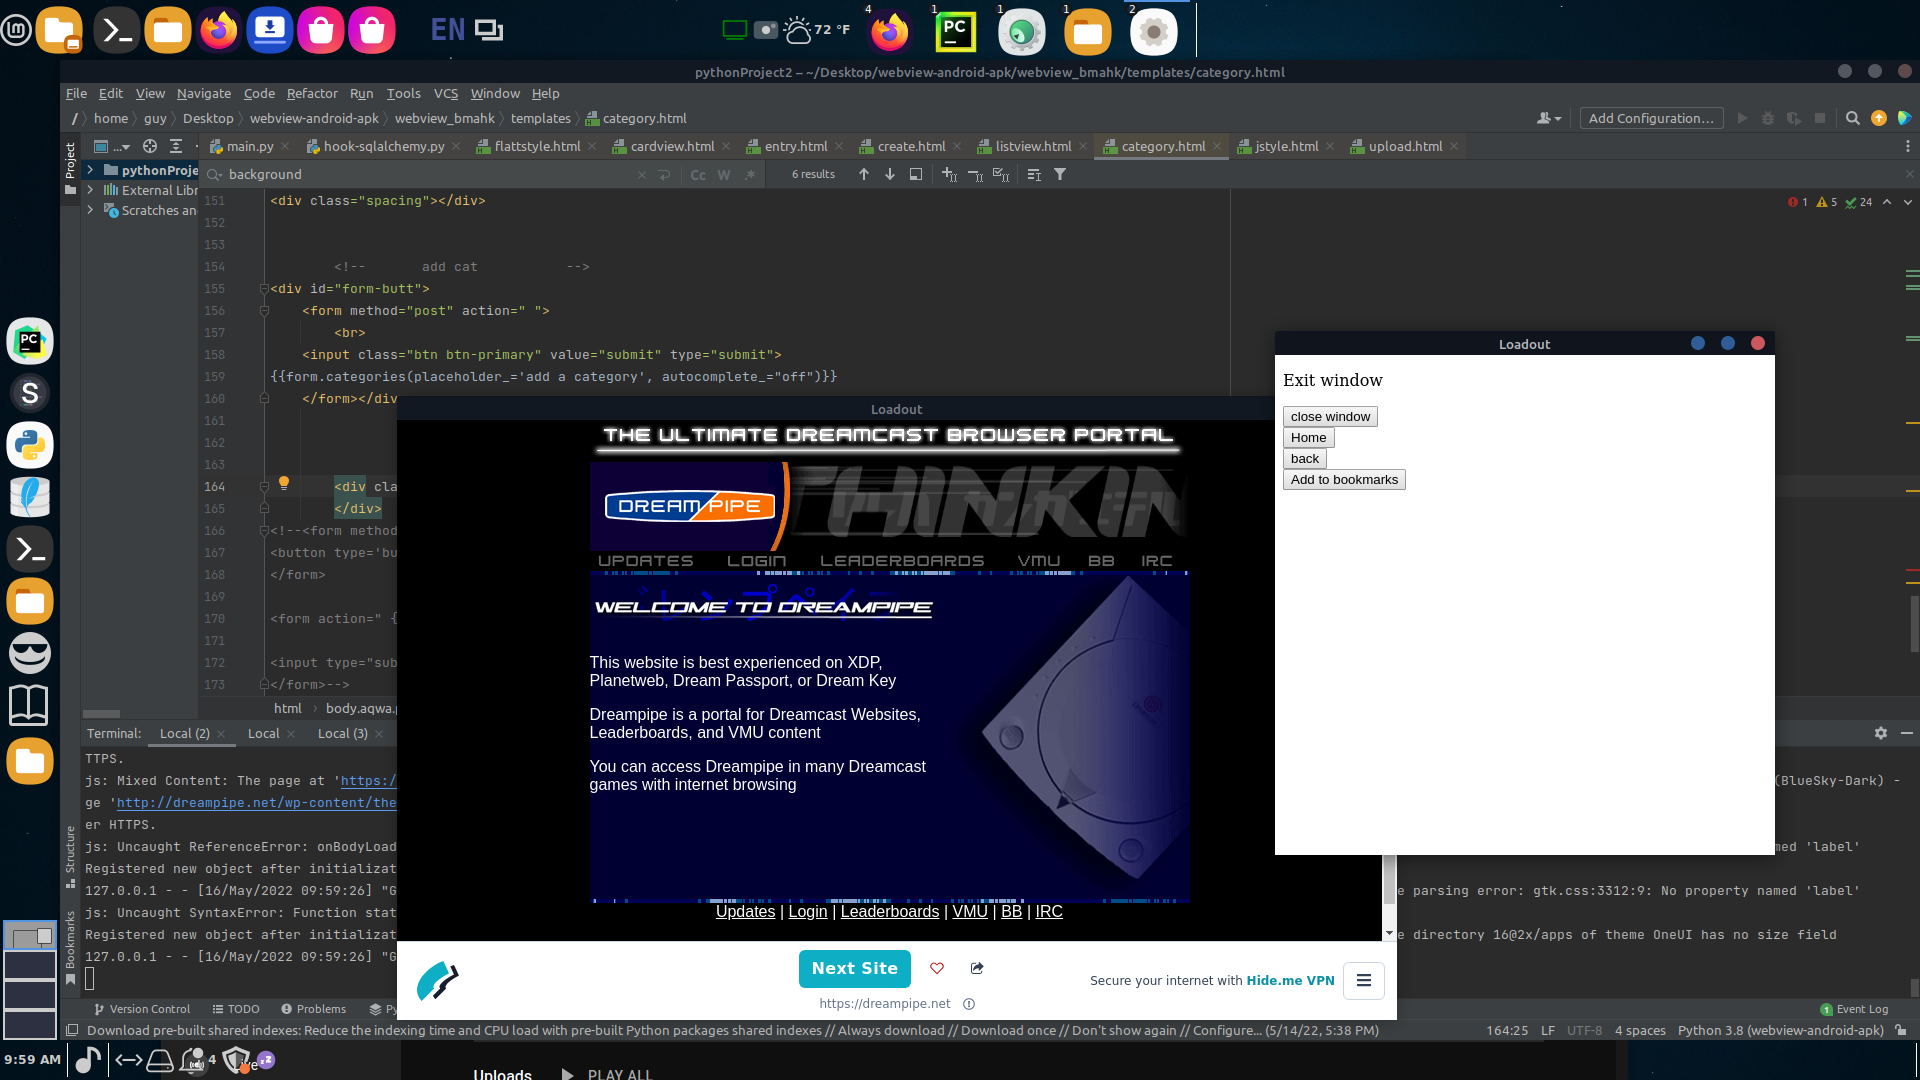 EN
72 °F
4
1
1
1
2
pythonProject2 – ~/Desktop/webview-android-apk/webview_bmahk/templates/category.html
File Edit View Navigate Code Refactor Run Tools VCS Window Help
/ home guy Desktop webview-android-apk webview_bmahk templates category.html
Add Configuration...
Project
...
main.py hook-sqlalchemy.py flattstyle.html cardview.html entry.html create.html listview.html category.html jstyle.html upload.html
pythonProje
External Libr
Scratches an
background
Cc W .*
6 results
1 5 24
151 <div class="spacing"></div>
152
153
154 <!-- add cat -->
155 <div id="form-butt">
156 <form method="post" action=" ">
157 <br>
158 <input class="btn btn-primary" value="submit" type="submit">
159 {{form.categories(placeholder_='add a category', autocomplete_="off")}}
160 </form></div
161
162
163
164 <div cla
165 </div>
166 <!--<form method
167 <button type='bu
168 </form>
169
170 <form action=" {
171
172 <input type="sub
173 </form>-->
html body.aqwa.p
Loadout
Exit window
close window
Home
back
Add to bookmarks
Loadout
THE ULTIMATE DREAMCAST BROWSER PORTAL
DREAM PIPE
THINKIN
UPDATES LOGIN LEADERBOARDS VMU BB IRC
WELCOME TO DREAMPIPE
This website is best experienced on XDP,
Planetweb, Dream Passport, or Dream Key
Dreampipe is a portal for Dreamcast Websites,
Leaderboards, and VMU content
You can access Dreampipe in many Dreamcast
games with internet browsing
Updates | Login | Leaderboards | VMU | BB | IRC
Next Site
https://dreampipe.net
Secure your internet with Hide.me VPN
Terminal: Local (2) Local Local (3)
TTPS.
js: Mixed Content: The page at 'https:/
(BlueSky-Dark) -
ge 'http://dreampipe.net/wp-content/the
er HTTPS.
js: Uncaught ReferenceError: onBodyLoad
med 'label'
Registered new object after initializat
127.0.0.1 - - [16/May/2022 09:59:26] "G
e parsing error: gtk.css:3312:9: No property named 'label'
js: Uncaught SyntaxError: Function stat
Registered new object after initializat
e directory 16@2x/apps of theme OneUI has no size field
127.0.0.1 - - [16/May/2022 09:59:26] "G
Structure
Bookmarks
Version Control TODO Problems Py
Event Log
Download pre-built shared indexes: Reduce the indexing time and CPU load with pre-built Python packages shared indexes // Always download // Download once // Don't show again // Configure... (5/14/22, 5:38 PM)
164:25 LF UTF-8 4 spaces Python 3.8 (webview-android-apk)
9:59 AM
4
Uploads PLAY ALL